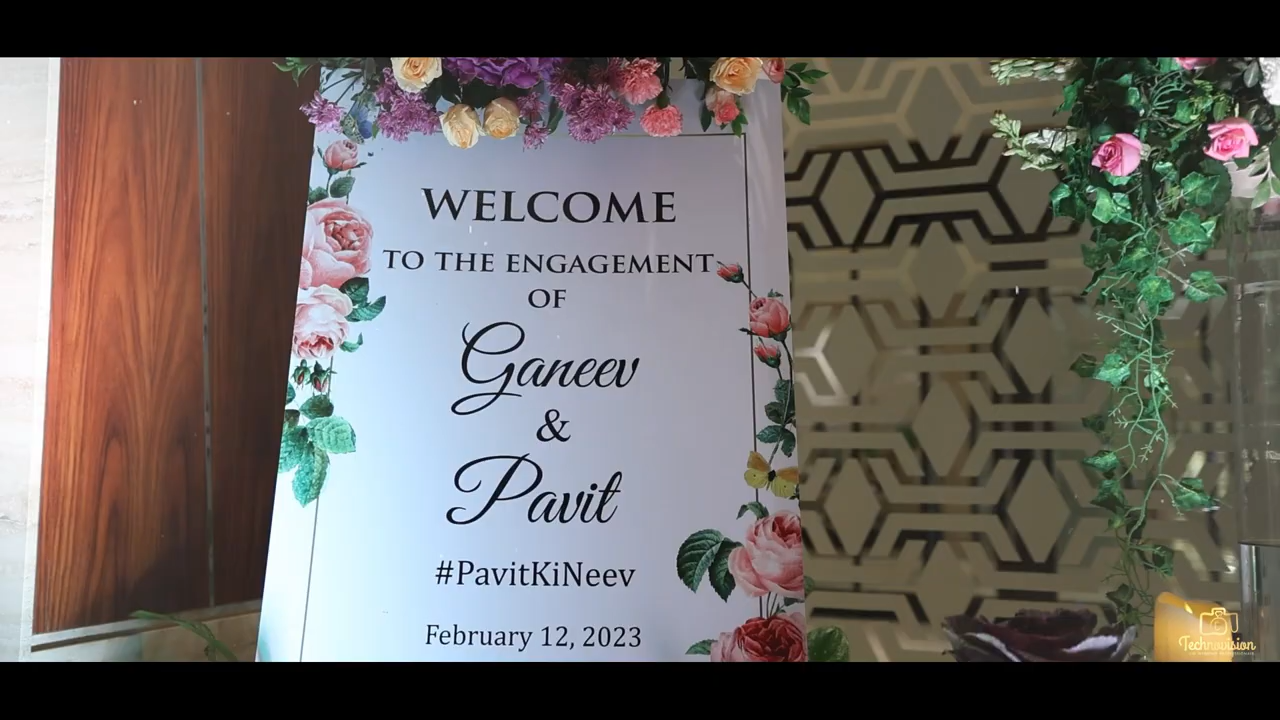 WELCOME
TO THE ENGAGEMENT
OF
Ganeev
&
Pavit
#PavitKiNeev
February 12, 2023
Technovision